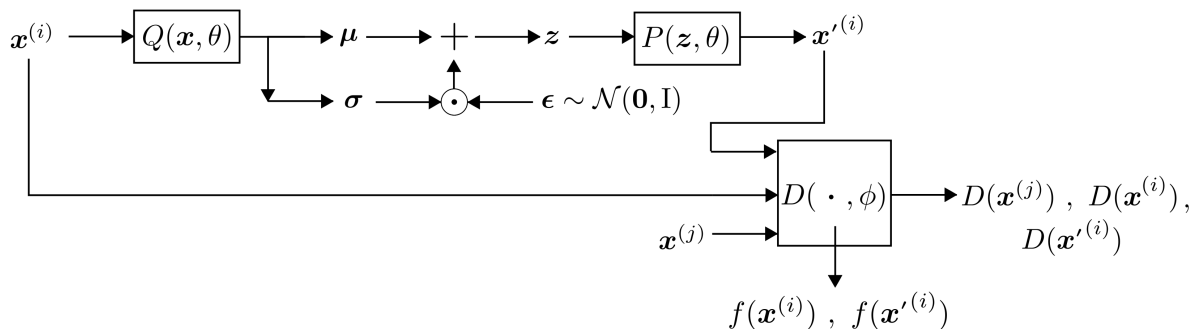 𝒙⁽ⁱ⁾ Q(𝒙, θ) 𝝁 + 𝒛 P(𝒛, θ) 𝒙′⁽ⁱ⁾
𝝈 ⊙ 𝝐 ∼ 𝒩(𝟎, I)
D( · , ϕ) D(𝒙⁽ʲ⁾) , D(𝒙⁽ⁱ⁾) ,
𝒙⁽ʲ⁾ D(𝒙′⁽ⁱ⁾)
f(𝒙⁽ⁱ⁾) , f(𝒙′⁽ⁱ⁾)